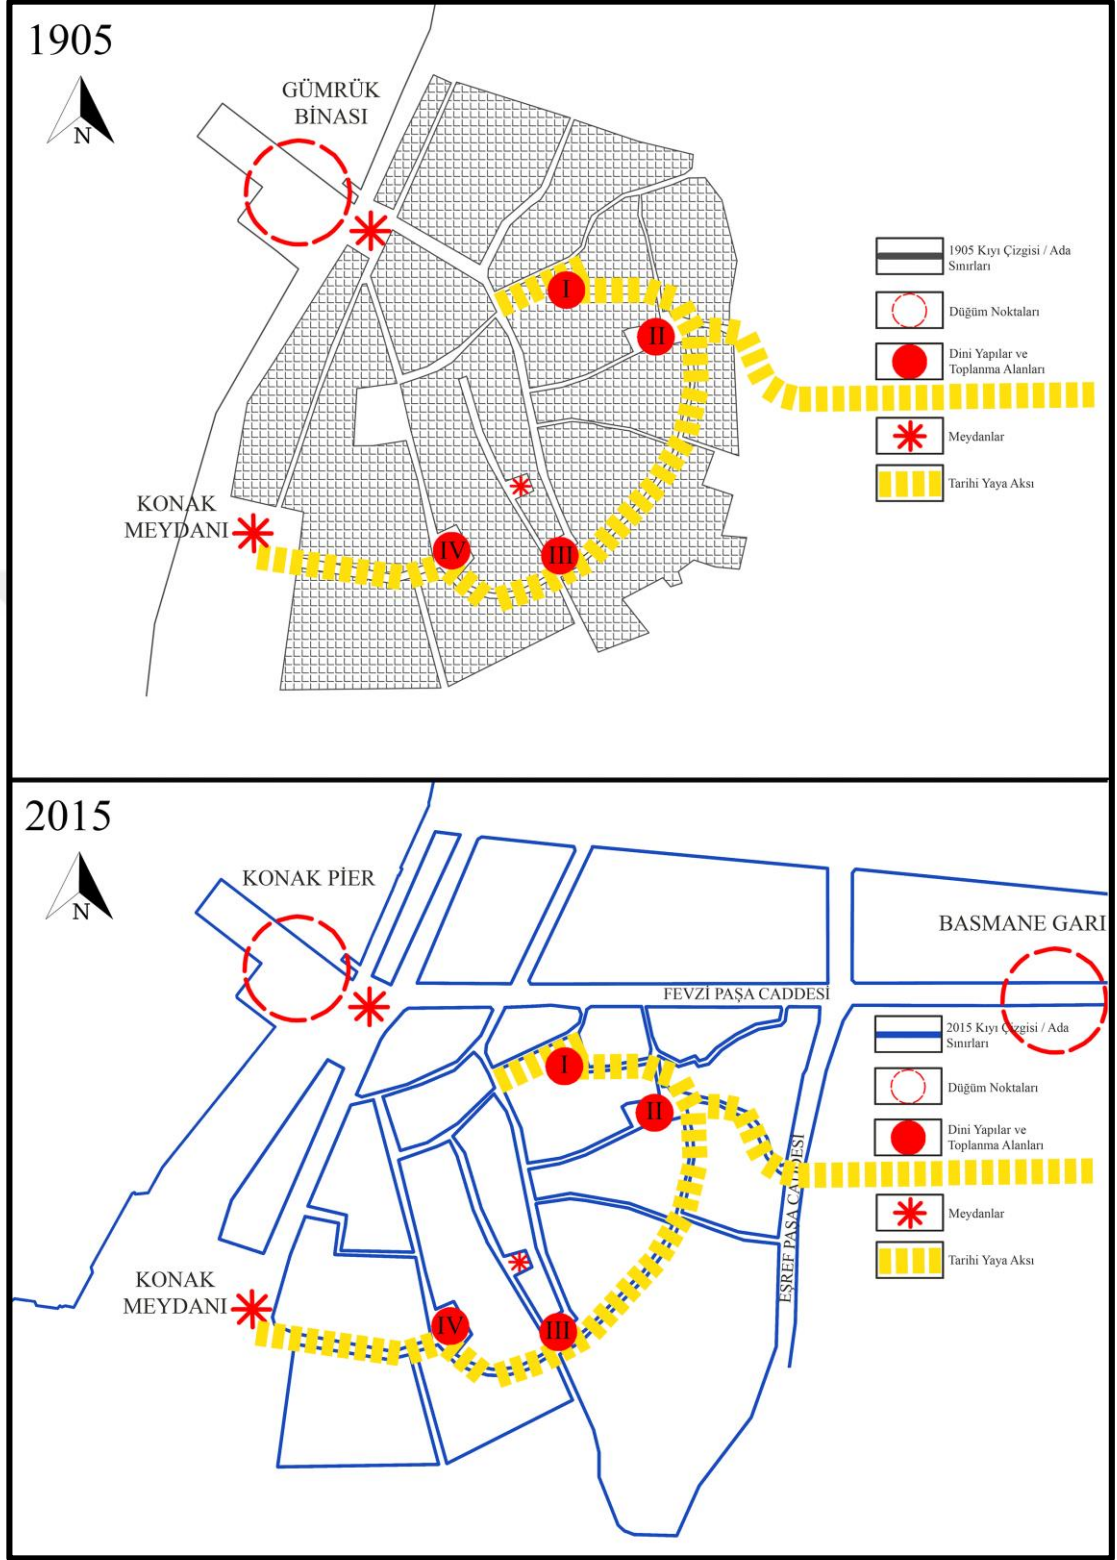 1905
N
GÜMRÜK
BİNASI
I
II
III
IV
KONAK
MEYDANI
1905 Kıyı Çizgisi / Ada
Sınırları
Düğüm Noktaları
Dini Yapılar ve
Toplanma Alanları
Meydanlar
Tarihi Yaya Aksı
2015
N
KONAK PİER
BASMANE GARI
FEVZİ PAŞA CADDESİ
EŞREF PAŞA CADDESİ
I
II
III
IV
KONAK
MEYDANI
2015 Kıyı Çizgisi / Ada
Sınırları
Düğüm Noktaları
Dini Yapılar ve
Toplanma Alanları
Meydanlar
Tarihi Yaya Aksı